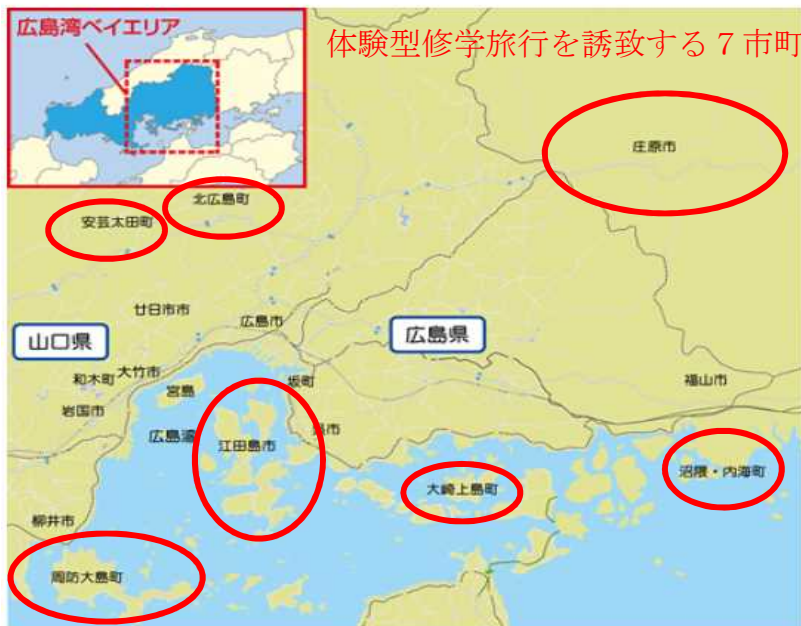 広島湾ベイエリア
体験型修学旅行を誘致する7市町
庄原市
北広島町
安芸太田町
廿日市市
広島市
山口県
広島県
大竹市
和木町
坂町
福山市
宮島
岩国市
広島湾
江田島市
呉市
沼隈・内海町
大崎上島町
柳井市
周防大島町